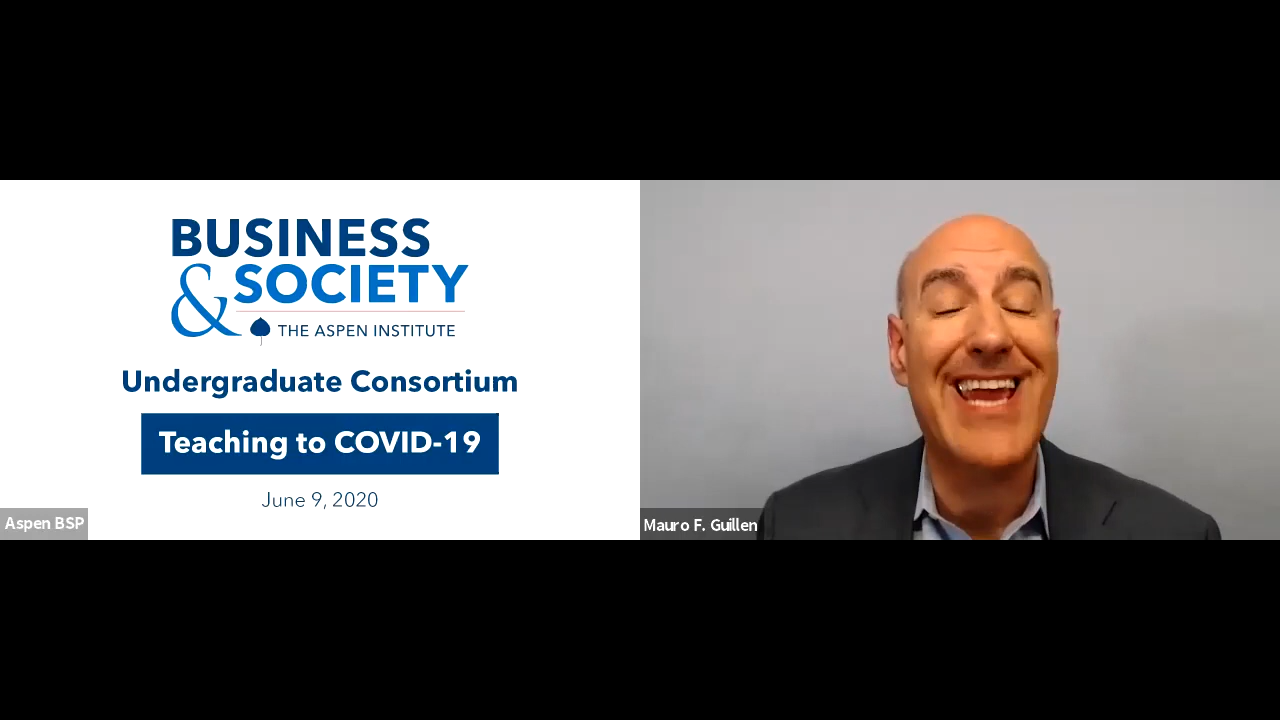 BUSINESS
& SOCIETY
THE ASPEN INSTITUTE
Undergraduate Consortium
Teaching to COVID-19
June 9, 2020
Aspen BSP
Mauro F. Guillen